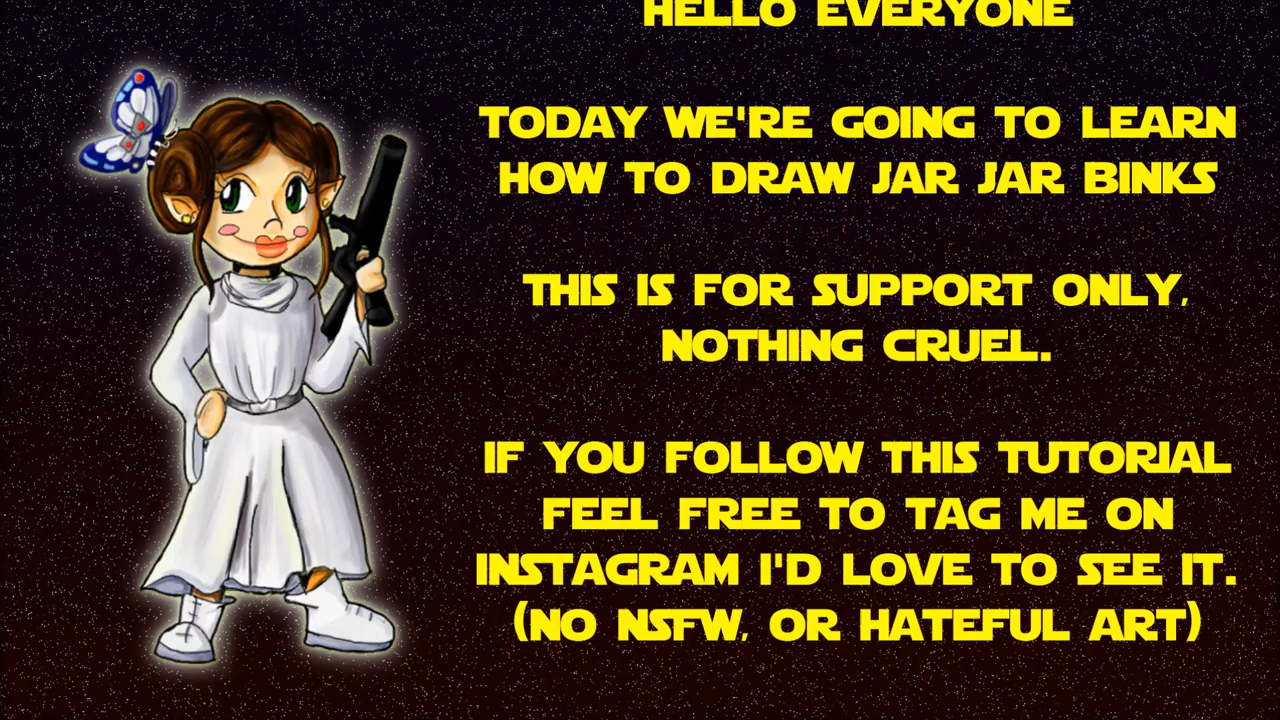 HELLO EVERYONE
TODAY WE'RE GOING TO LEARN
HOW TO DRAW JAR JAR BINKS
THIS IS FOR SUPPORT ONLY,
NOTHING CRUEL.
IF YOU FOLLOW THIS TUTORIAL
FEEL FREE TO TAG ME ON
INSTAGRAM I'D LOVE TO SEE IT.
(NO NSFW, OR HATEFUL ART)